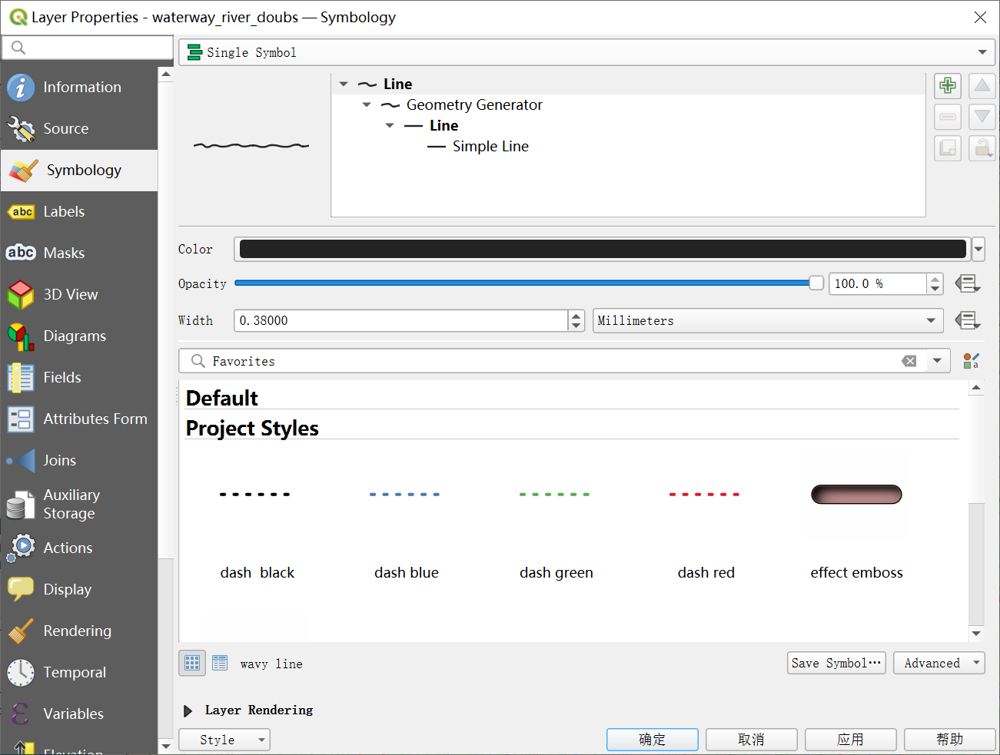 Layer Properties - waterway_river_doubs — Symbology
Single Symbol
Information
Source
Symbology
abc Labels
abc Masks
3D View
Diagrams
Fields
Attributes Form
Joins
Auxiliary
Storage
Actions
Display
Rendering
Temporal
ε Variables
Elevation
Line
Geometry Generator
Line
Simple Line
Color
Opacity
100.0 %
Width
0.38000
Millimeters
Favorites
a
Default
Project Styles
dash  black
dash blue
dash green
dash red
effect emboss
wavy line
Save Symbol…
Advanced
Layer Rendering
Style
确定
取消
应用
帮助